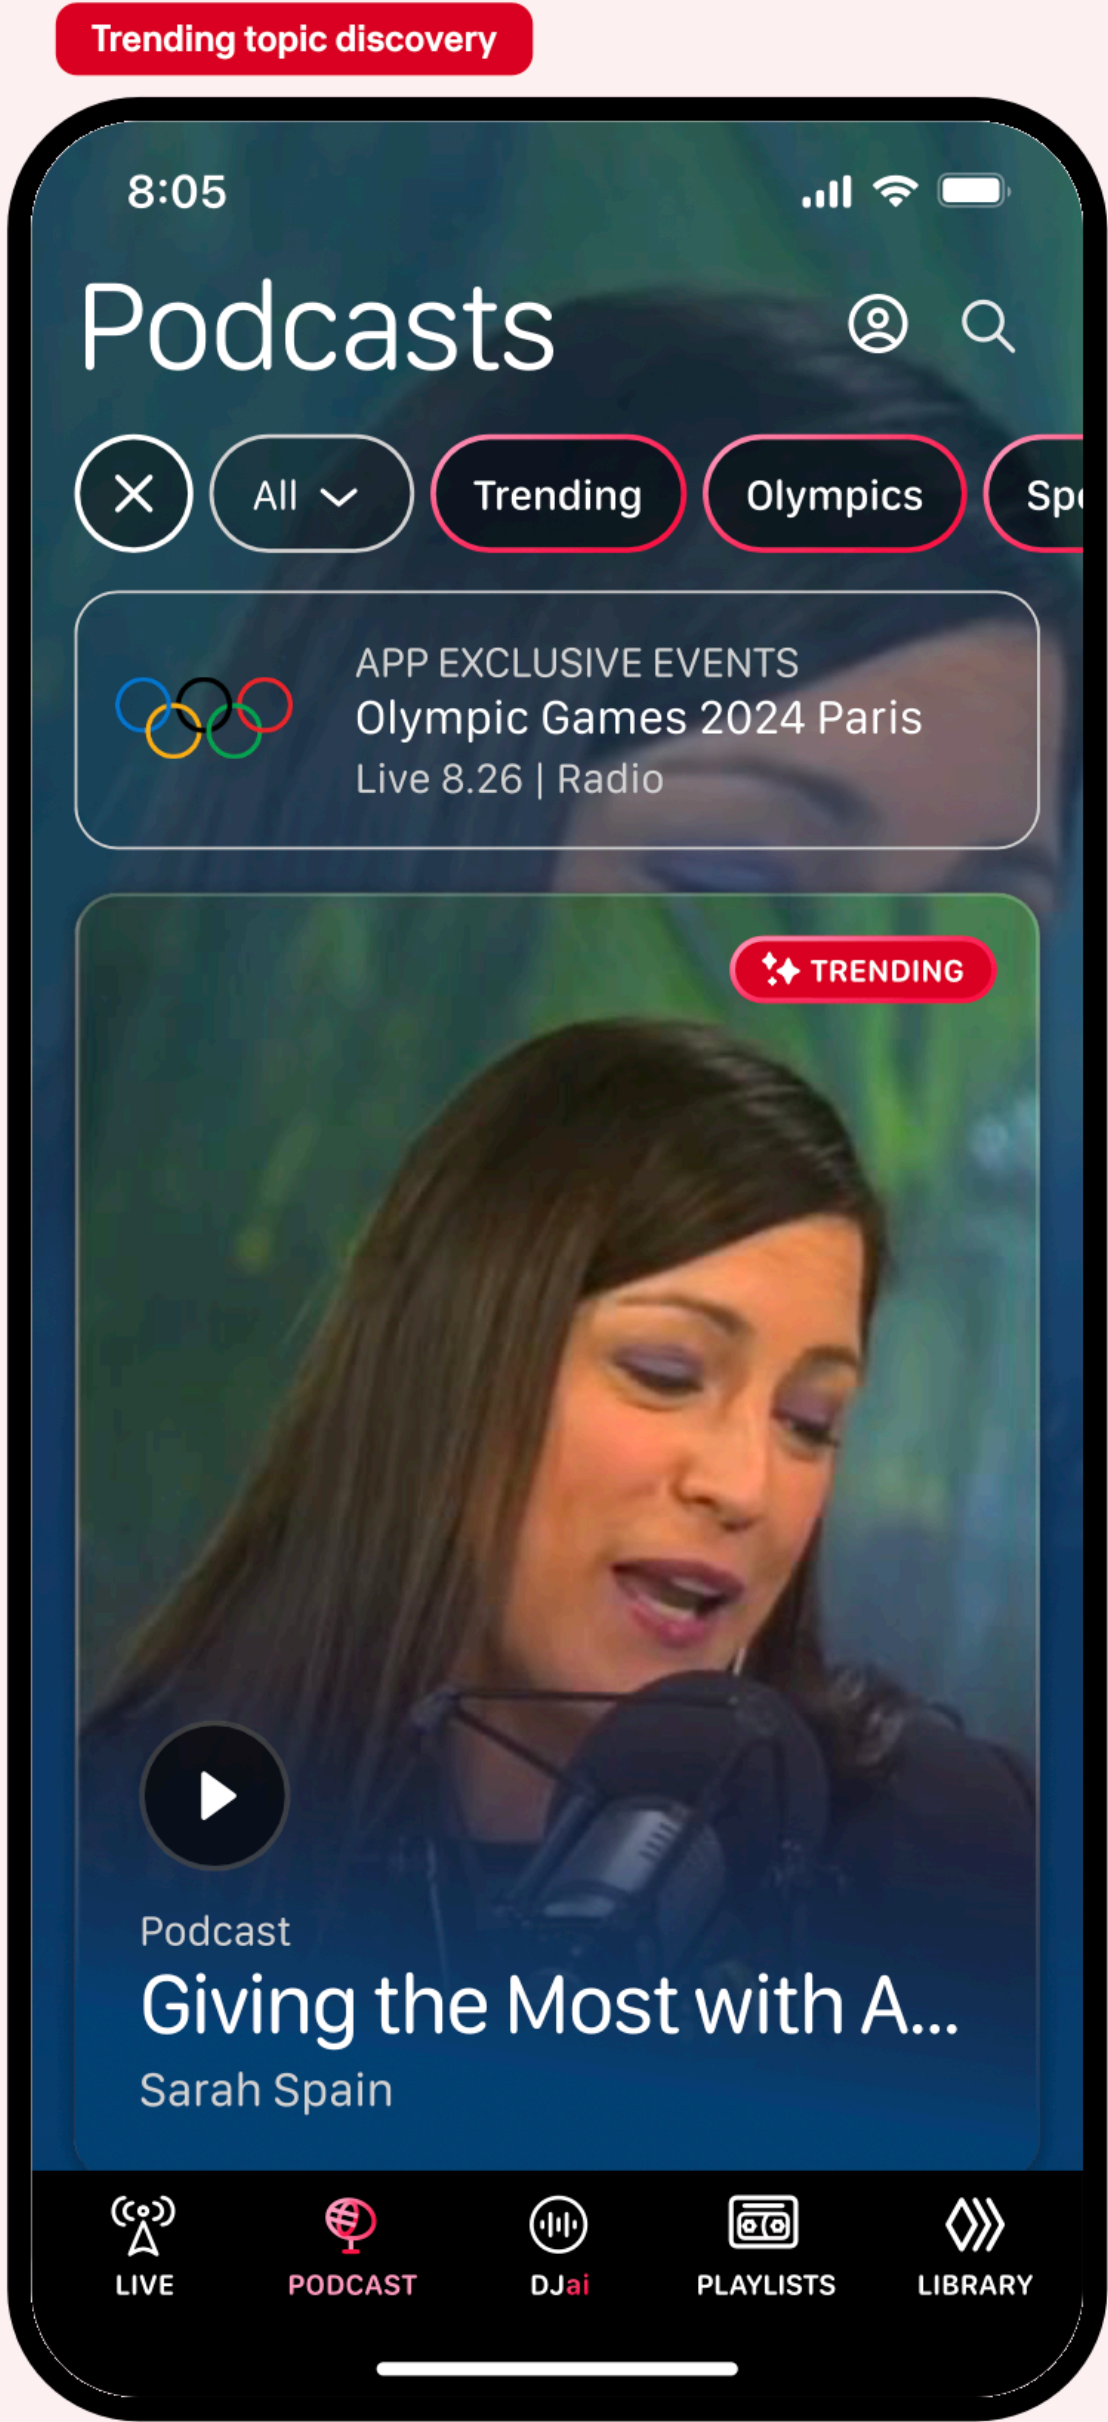 Trending topic discovery
8:05
Podcasts
All
Trending
Olympics
Sp
APP EXCLUSIVE EVENTS
Olympic Games 2024 Paris
Live 8.26 | Radio
TRENDING
Podcast
Giving the Most with A...
Sarah Spain
LIVE
PODCAST
DJai
PLAYLISTS
LIBRARY